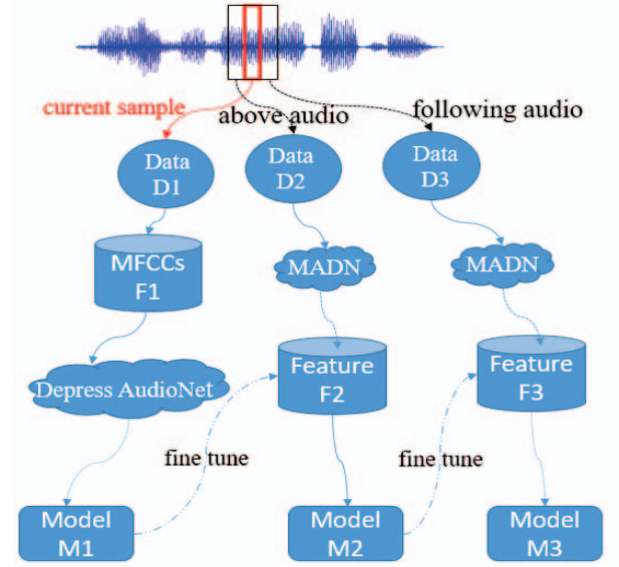 current sample
above audio
following audio
Data
D1
Data
D2
Data
D3
MFCCs
F1
MADN
MADN
Depress AudioNet
Feature
F2
Feature
F3
fine tune
fine tune
Model
M1
Model
M2
Model
M3